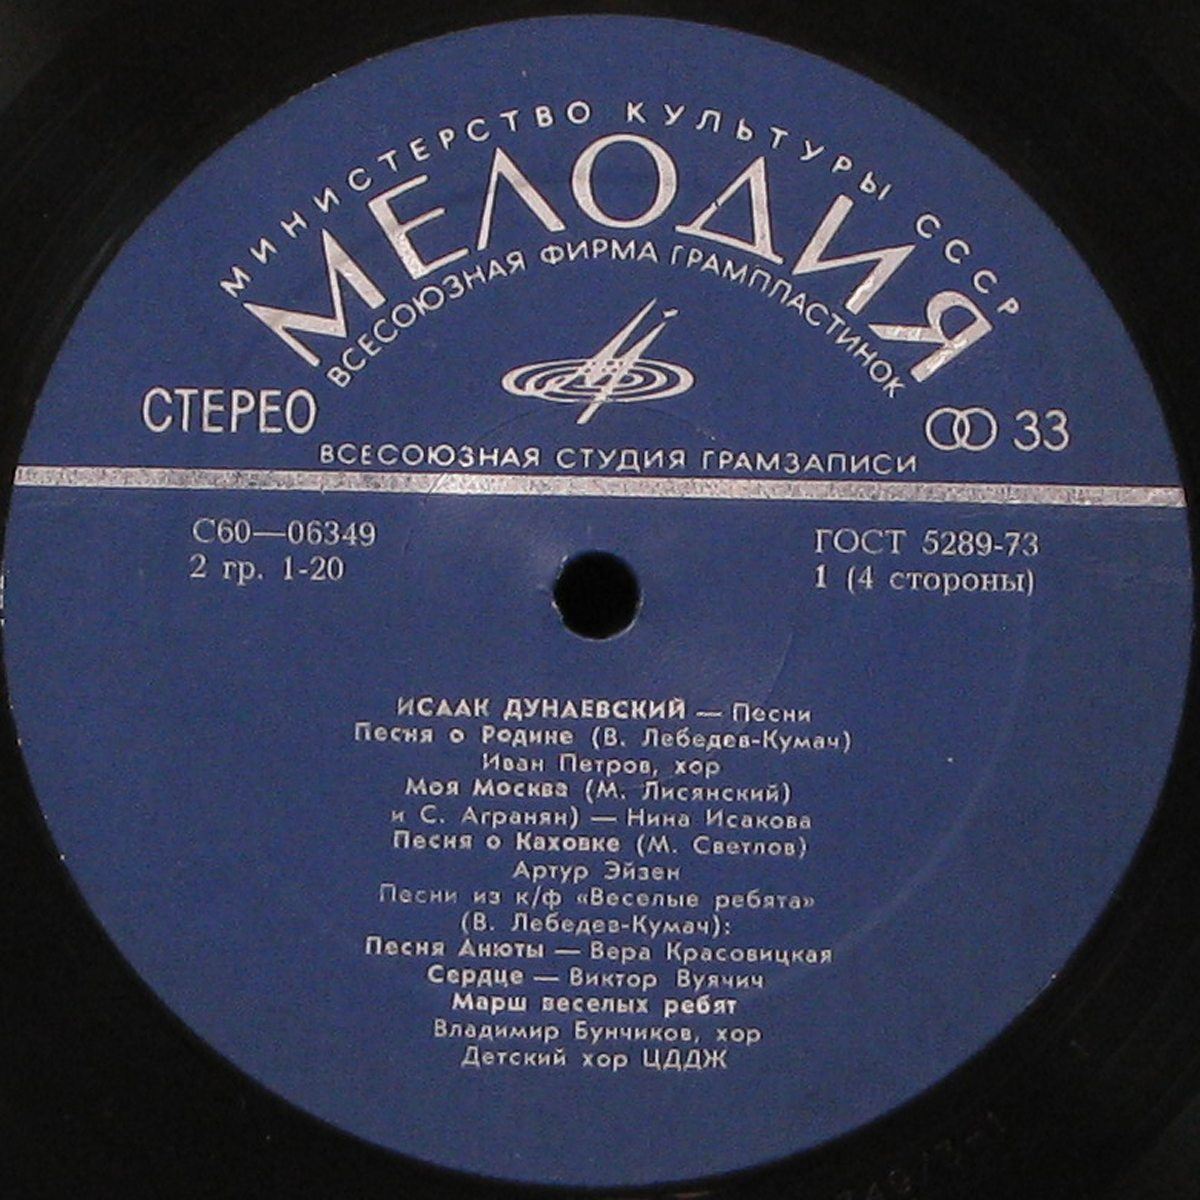 МИНИСТЕРСТВО КУЛЬТУРЫ СССР
МЕЛОДИЯ
ВСЕСОЮЗНАЯ ФИРМА ГРАМПЛАСТИНОК
СТЕРЕО
33
ВСЕСОЮЗНАЯ СТУДИЯ ГРАМЗАПИСИ
С60—06349
ГОСТ 5289-73
2 гр. 1-20
1 (4 стороны)
ИСААК ДУНАЕВСКИЙ — Песни
Песня о Родине (В. Лебедев-Кумач)
Иван Петров, хор
Моя Москва (М. Лисянский)
и С. Агранян) — Нина Исакова
Песня о Каховке (М. Светлов)
Артур Эйзен
Песни из к/ф «Веселые ребята»
(В. Лебедев-Кумач):
Песня Анюты — Вера Красовицкая
Сердце — Виктор Вуячич
Марш веселых ребят
Владимир Бунчиков, хор
Детский хор ЦДДЖ